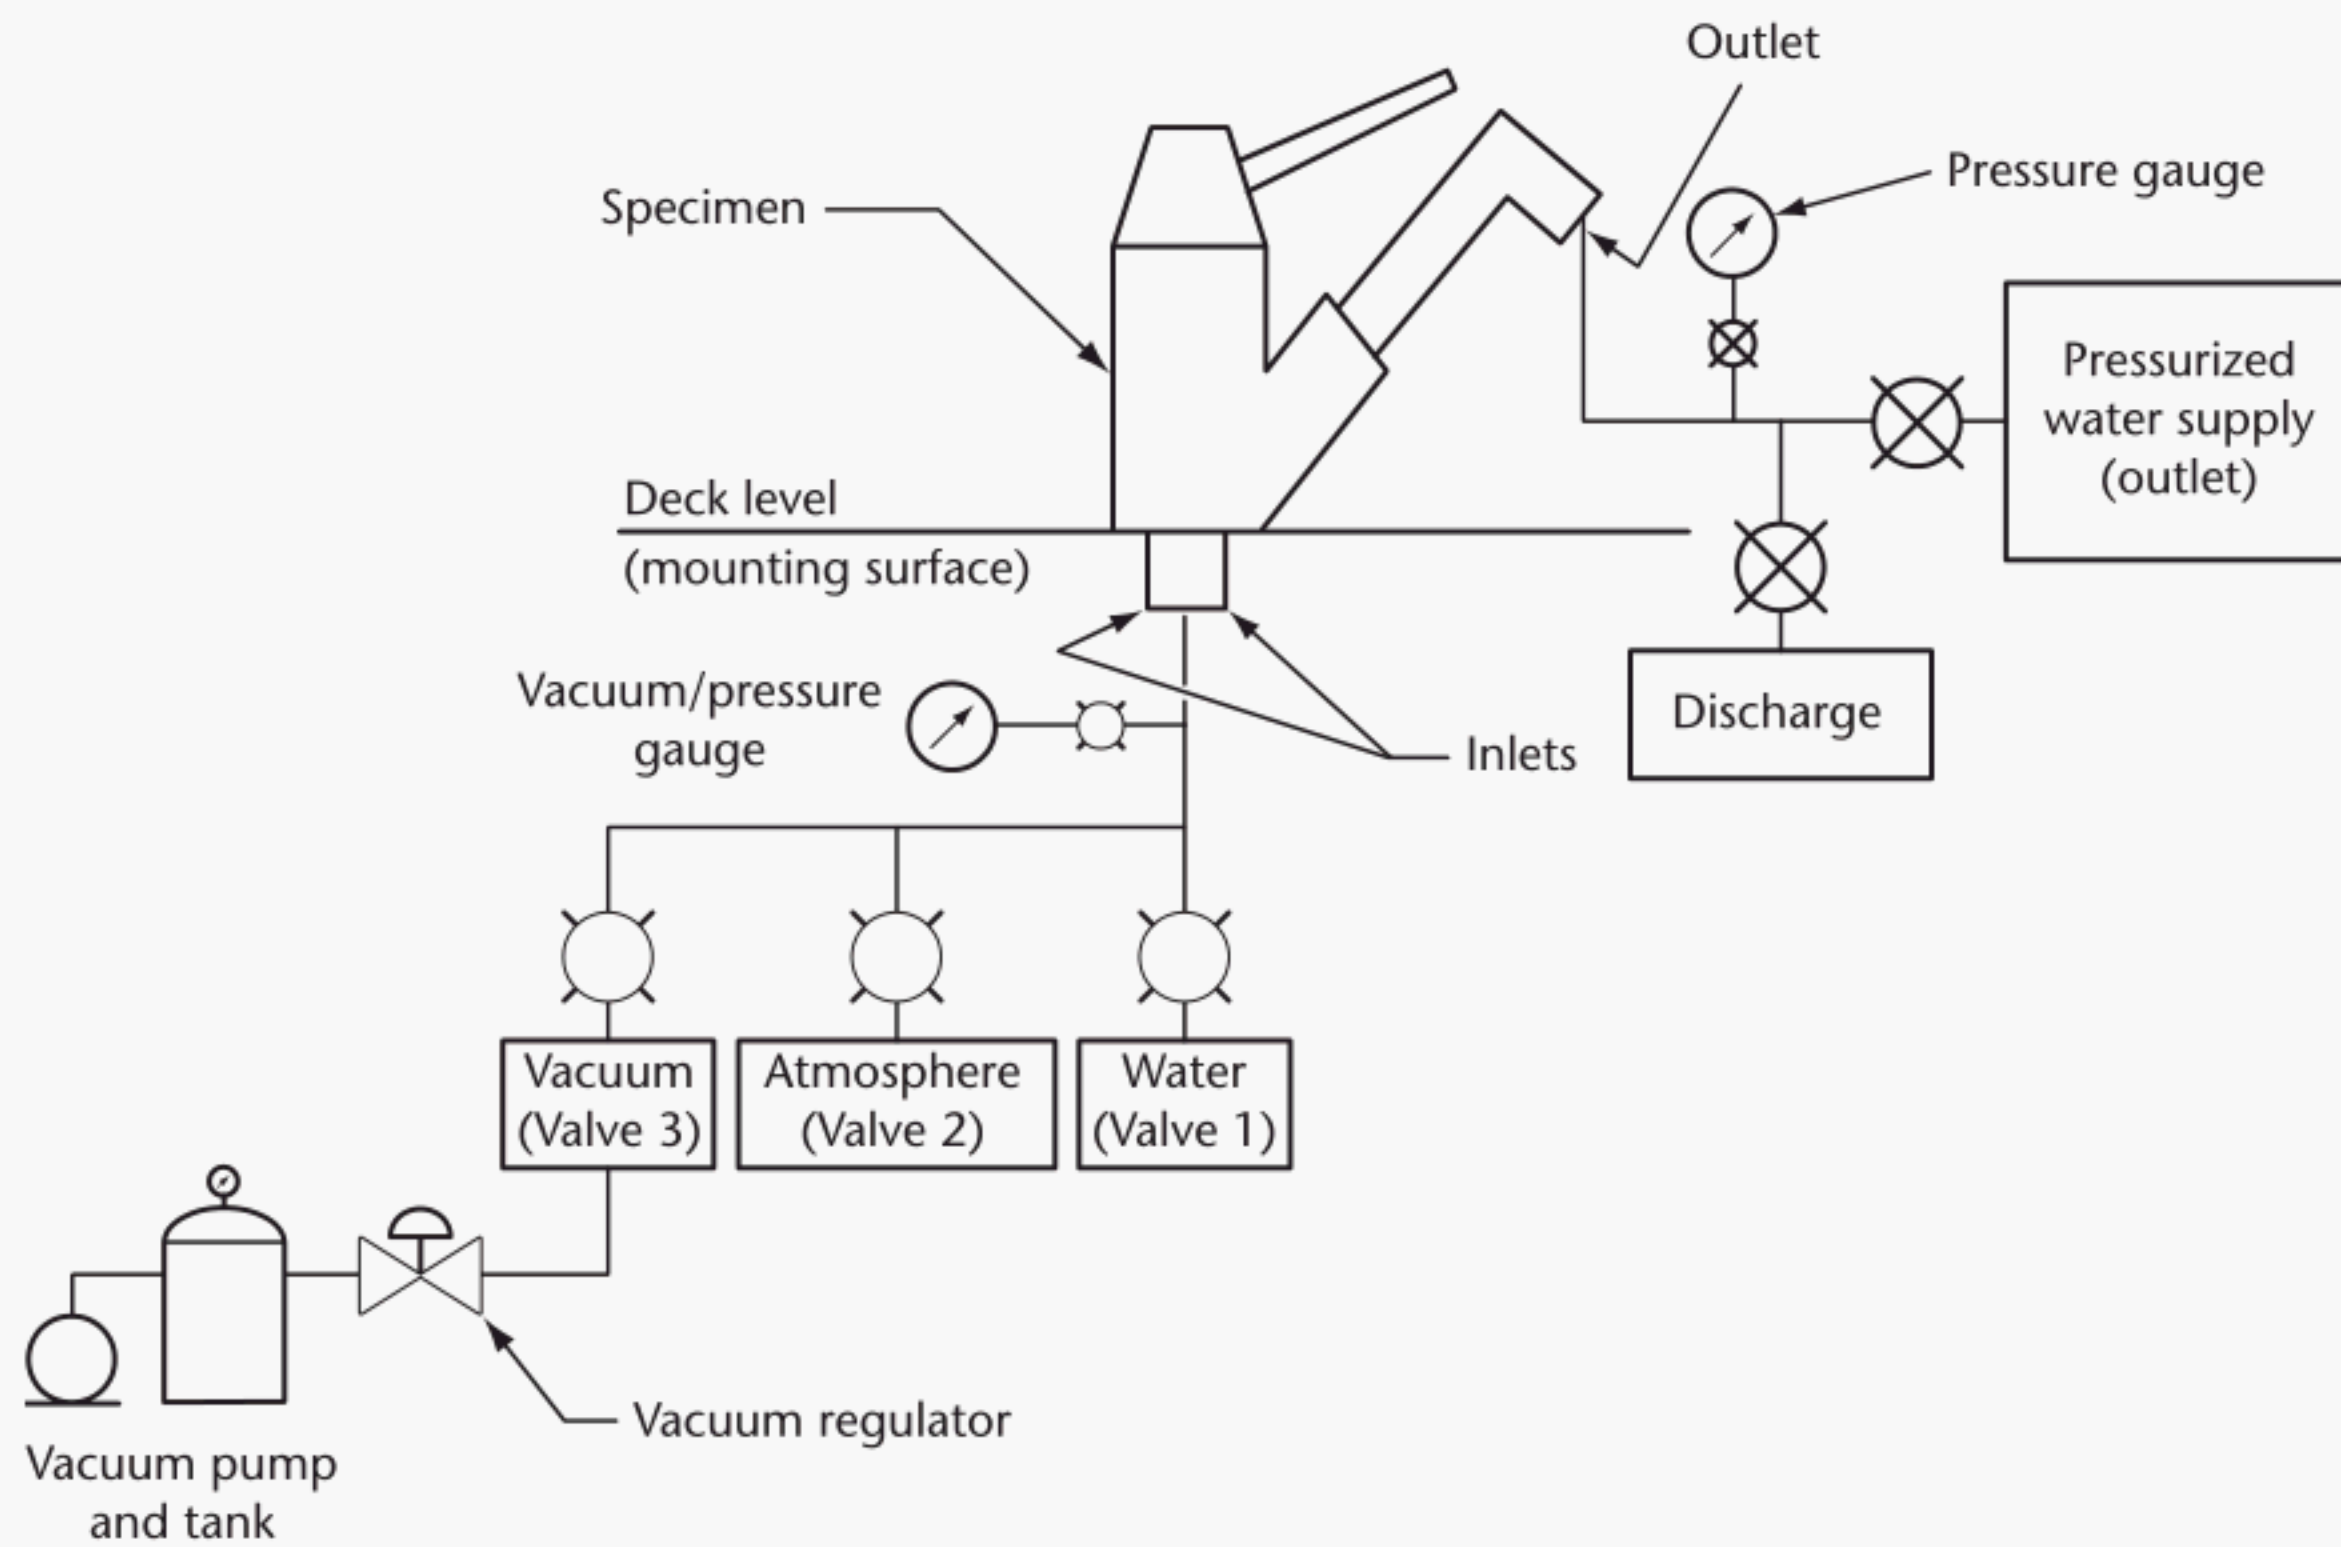 Outlet
Pressure gauge
Specimen
Pressurized
water supply
(outlet)
Deck level
(mounting surface)
Vacuum/pressure
gauge
Inlets
Discharge
Vacuum
(Valve 3)
Atmosphere
(Valve 2)
Water
(Valve 1)
Vacuum regulator
Vacuum pump
and tank